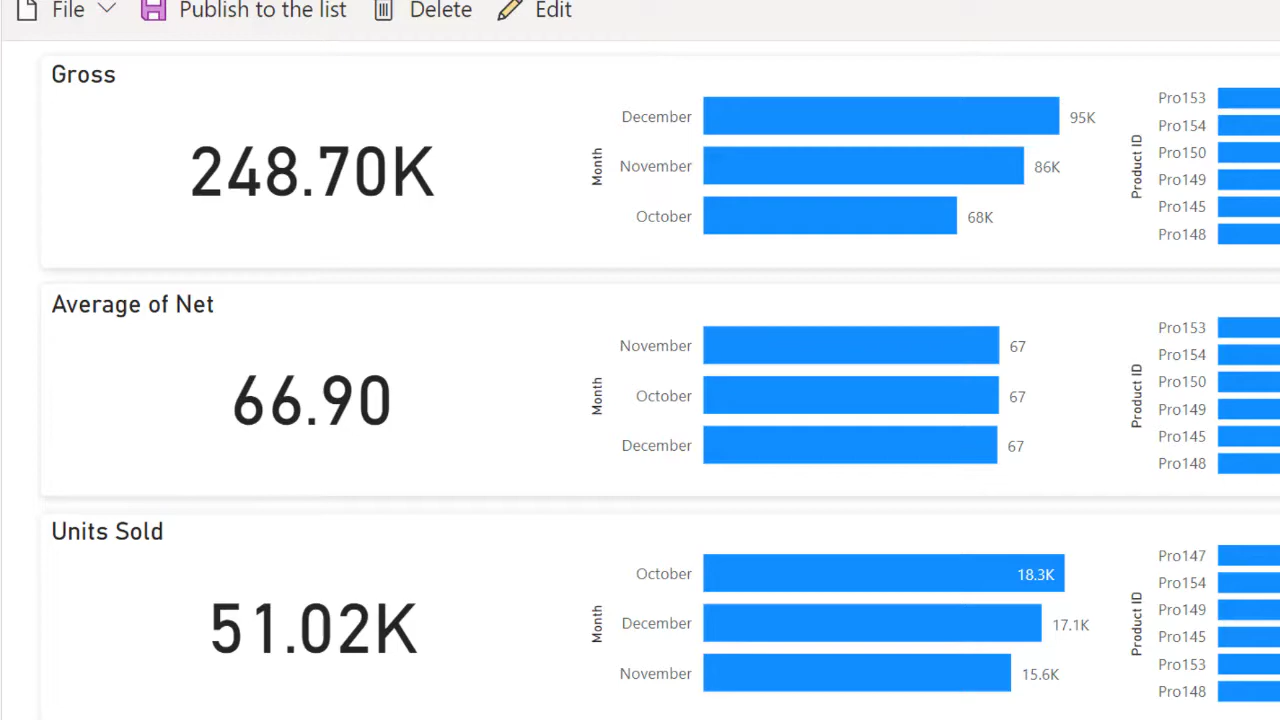 File Publish to the list Delete Edit
Gross
248.70K
Month
December 95K
November 86K
October 68K
Product ID
Pro153
Pro154
Pro150
Pro149
Pro145
Pro148
Average of Net
66.90
Month
November 67
October 67
December 67
Product ID
Pro153
Pro154
Pro150
Pro149
Pro145
Pro148
Units Sold
51.02K
Month
October 18.3K
December 17.1K
November 15.6K
Product ID
Pro147
Pro154
Pro149
Pro145
Pro153
Pro148